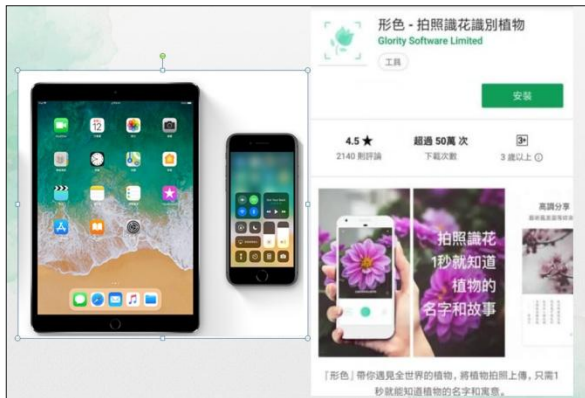 12
形色 - 拍照識花識別植物
Glority Software Limited
工具
安裝
4.5 ★
2140 則評論
超過 50萬 次
下載次數
3+
3 歲以上 ⓘ
拍照識花
1秒就知道
植物的
名字和故事
高調分享
「形色」帶你遇見全世界的植物，將植物拍照上傳，只需1
秒就能知道植物的名字和寓意。